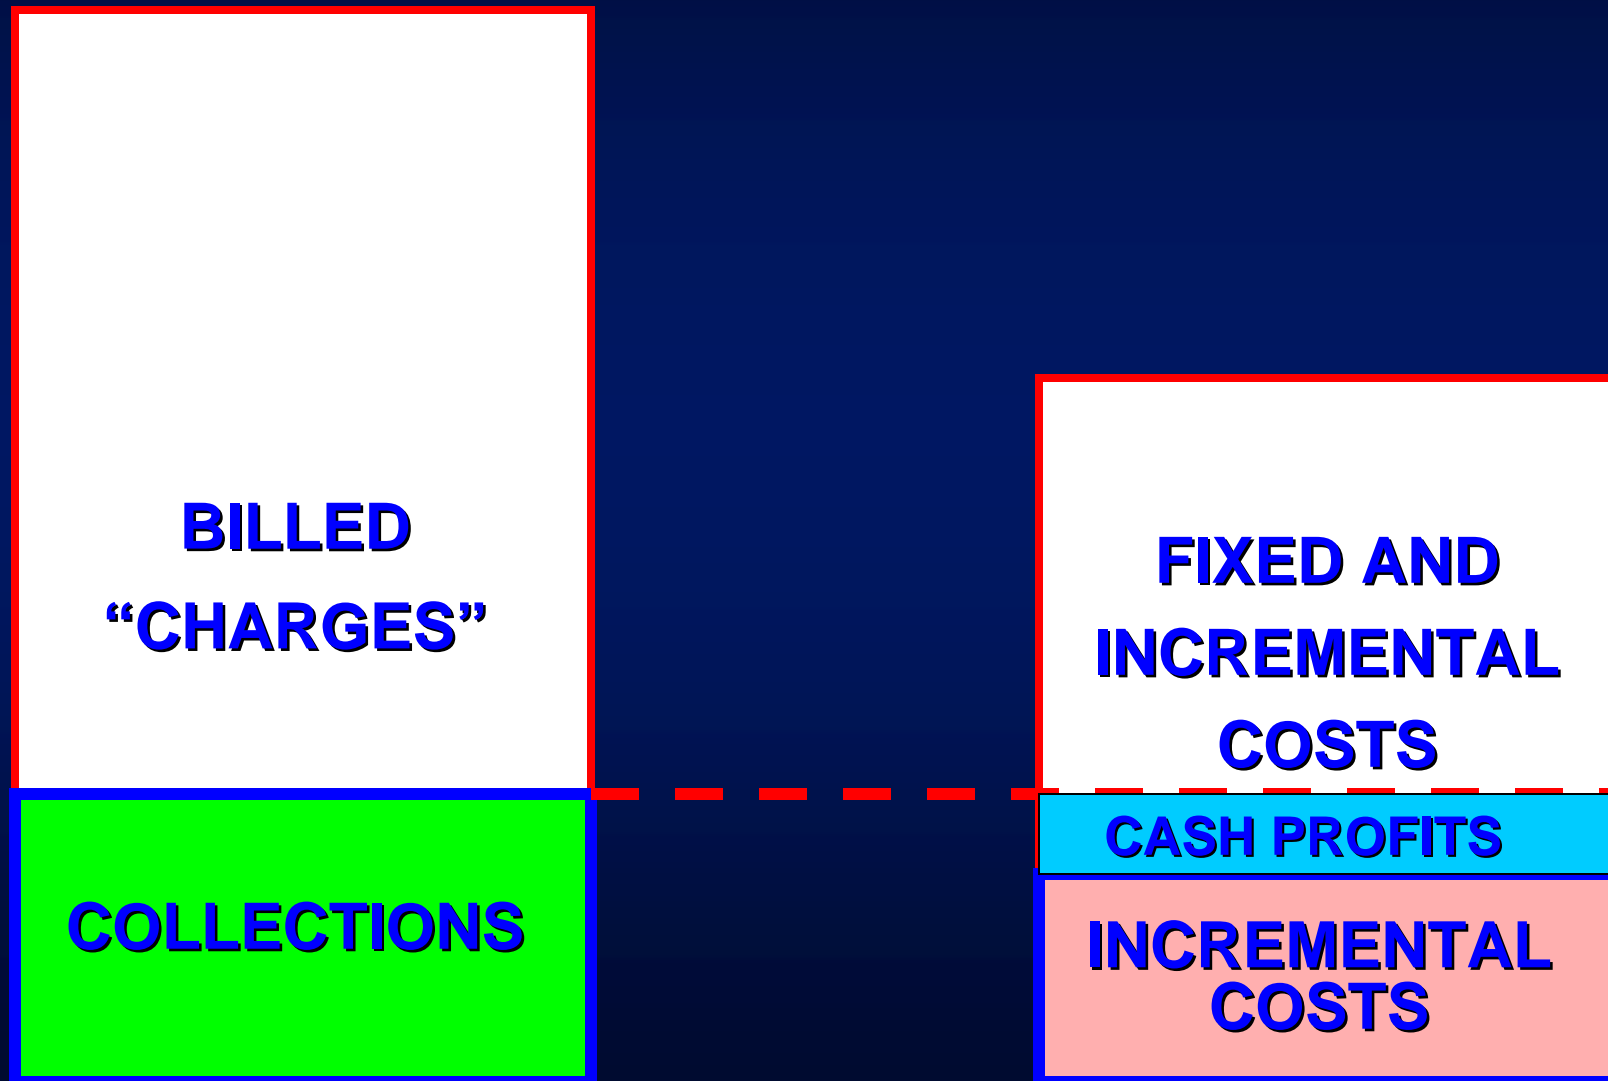 BILLED
“CHARGES”
COLLECTIONS
FIXED AND
INCREMENTAL
COSTS
CASH PROFITS
INCREMENTAL
COSTS